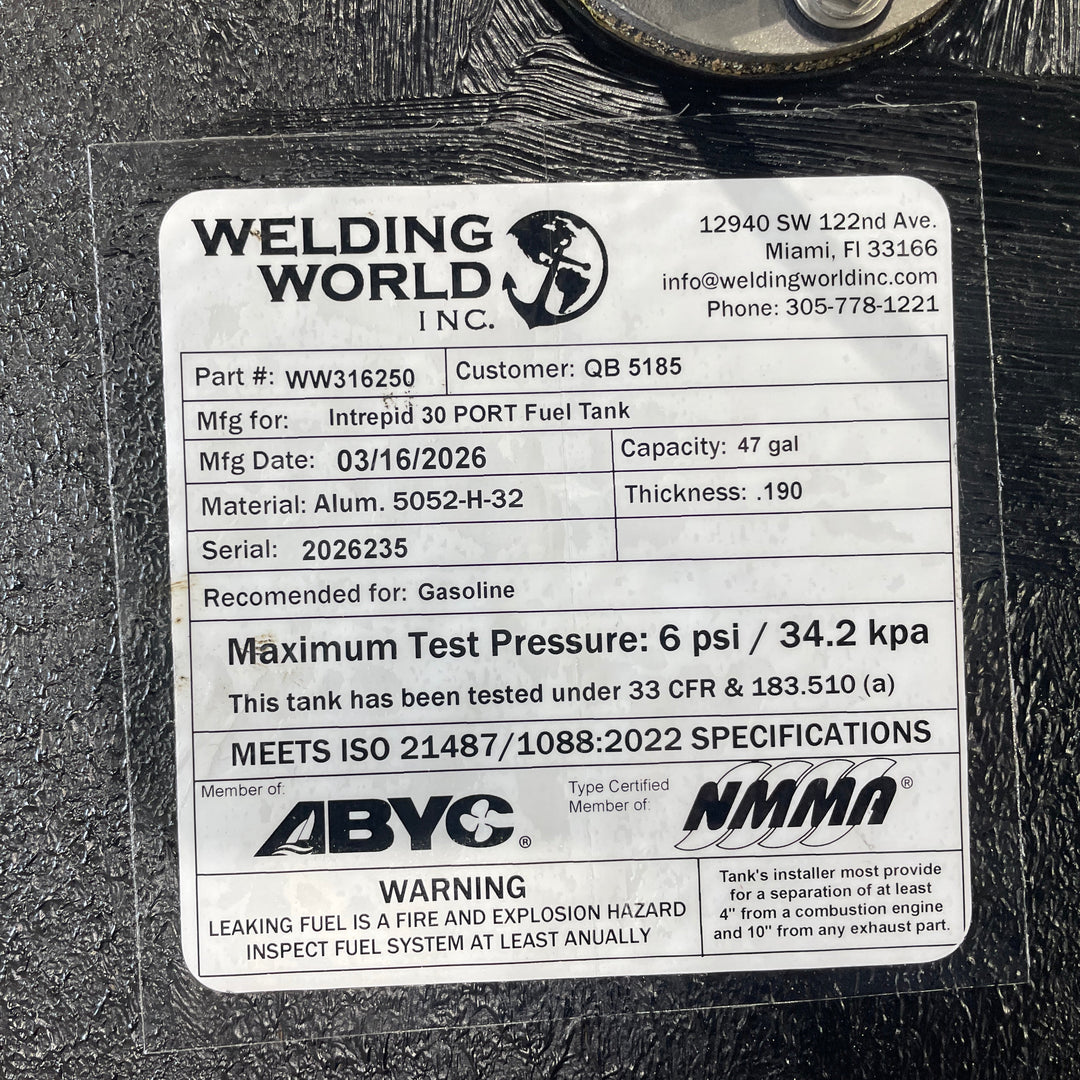 WELDING
WORLD
INC.
12940 SW 122nd Ave.
Miami, Fl 33166
info@weldingworldinc.com
Phone: 305-778-1221
Part #: WW316250
Customer: QB 5185
Mfg for: Intrepid 30 PORT Fuel Tank
Mfg Date: 03/16/2026
Capacity: 47 gal
Material: Alum. 5052-H-32
Thickness: .190
Serial: 2026235
Recomended for: Gasoline
Maximum Test Pressure: 6 psi / 34.2 kpa
This tank has been tested under 33 CFR & 183.510 (a)
MEETS ISO 21487/1088:2022 SPECIFICATIONS
Member of:
ABYC®
Type Certified
Member of:
NMMA®
WARNING
LEAKING FUEL IS A FIRE AND EXPLOSION HAZARD
INSPECT FUEL SYSTEM AT LEAST ANUALLY
Tank's installer most provide
for a separation of at least
4" from a combustion engine
and 10" from any exhaust part.